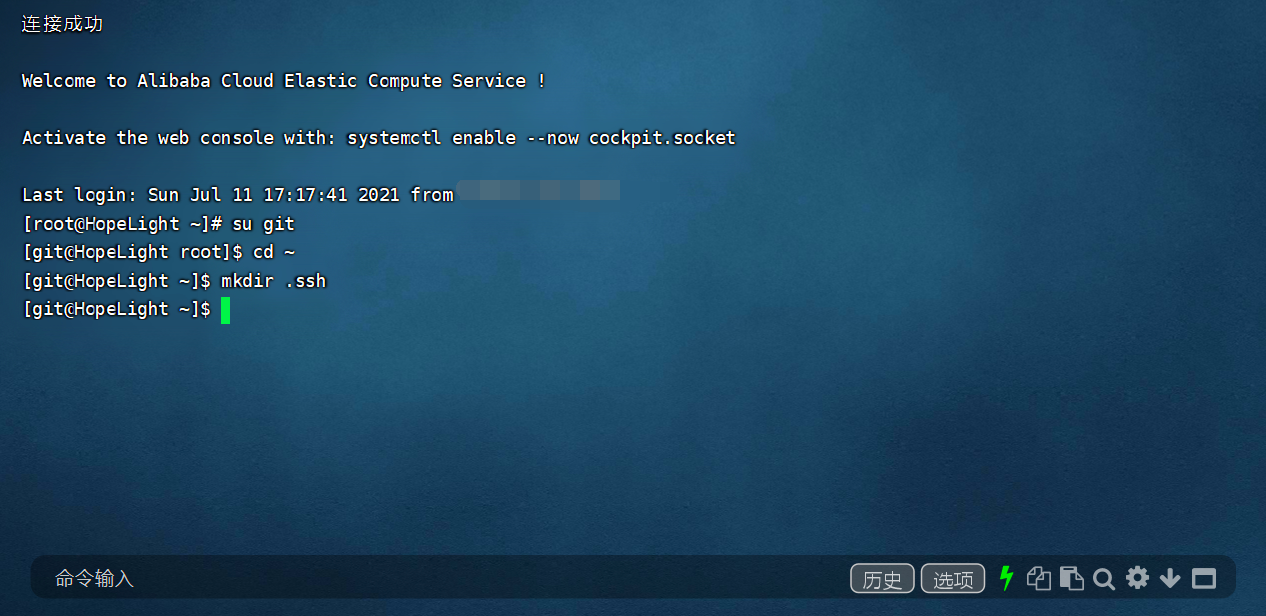 连接成功
Welcome to Alibaba Cloud Elastic Compute Service !
Activate the web console with: systemctl enable --now cockpit.socket
Last login: Sun Jul 11 17:17:41 2021 from
[root@HopeLight ~]# su git
[git@HopeLight root]$ cd ~
[git@HopeLight ~]$ mkdir .ssh
[git@HopeLight ~]$
命令输入 历史 选项